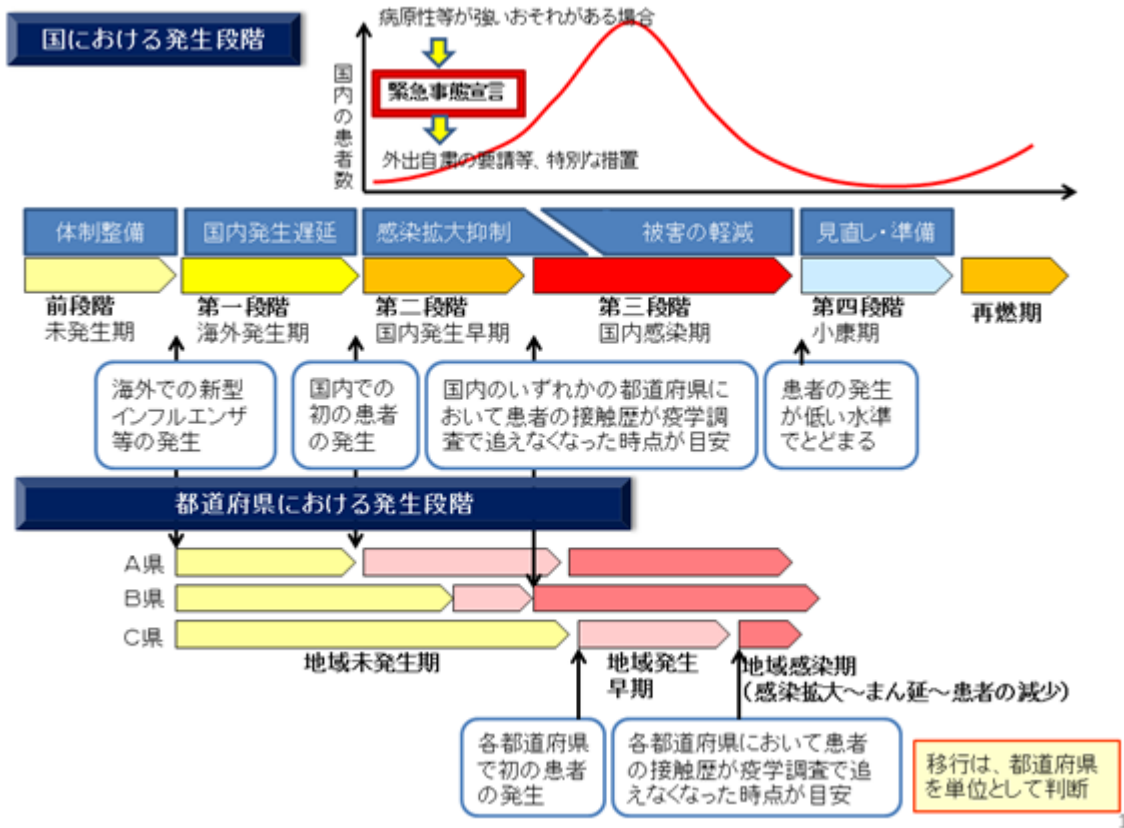 国における発生段階
病原性等が強いおそれがある場合
緊急事態宣言
外出自粛の要請等、特別な措置
国内の患者数
体制整備
国内発生遅延
感染拡大抑制
被害の軽減
見直し・準備
前段階
未発生期
第一段階
海外発生期
第二段階
国内発生早期
第三段階
国内感染期
第四段階
小康期
再燃期
海外での新型
インフルエンザ
等の発生
国内での
初の患者
の発生
国内のいずれかの都道府県に
おいて患者の接触歴が疫学調
査で追えなくなった時点が目安
患者の発生
が低い水準
でとどまる
都道府県における発生段階
A県
B県
C県
地域未発生期
地域発生
早期
地域感染期
(感染拡大～まん延～患者の減少)
各都道府県
で初の患者
の発生
各都道府県において患者
の接触歴が疫学調査で追
えなくなった時点が目安
移行は、都道府県
を単位として判断
1